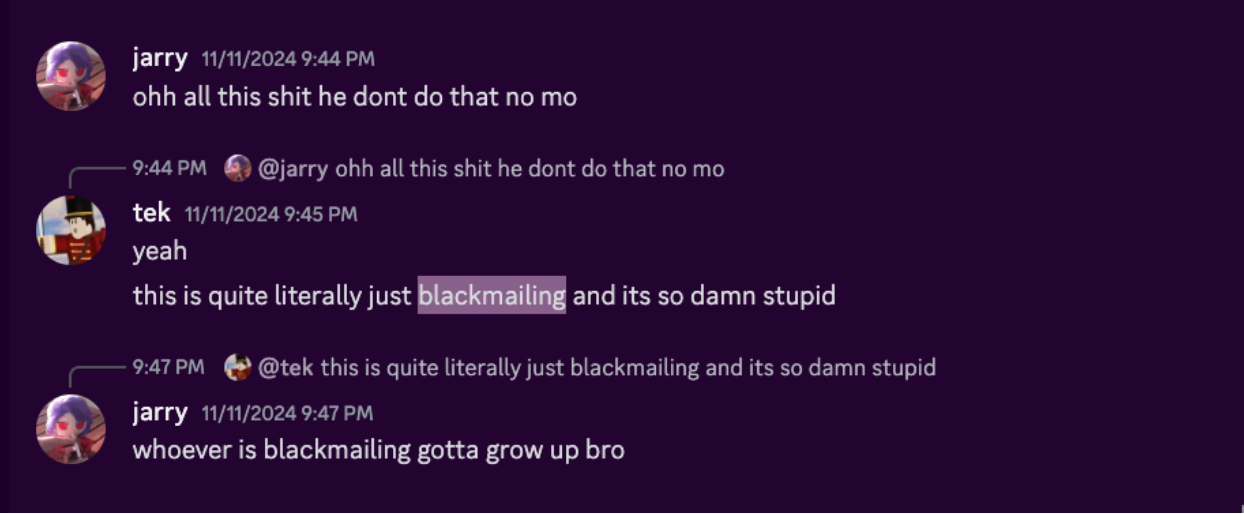 jarry 11/11/2024 9:44 PM
ohh all this shit he dont do that no mo
9:44 PM @jarry ohh all this shit he dont do that no mo
tek 11/11/2024 9:45 PM
yeah
this is quite literally just blackmailing and its so damn stupid
9:47 PM @tek this is quite literally just blackmailing and its so damn stupid
jarry 11/11/2024 9:47 PM
whoever is blackmailing gotta grow up bro